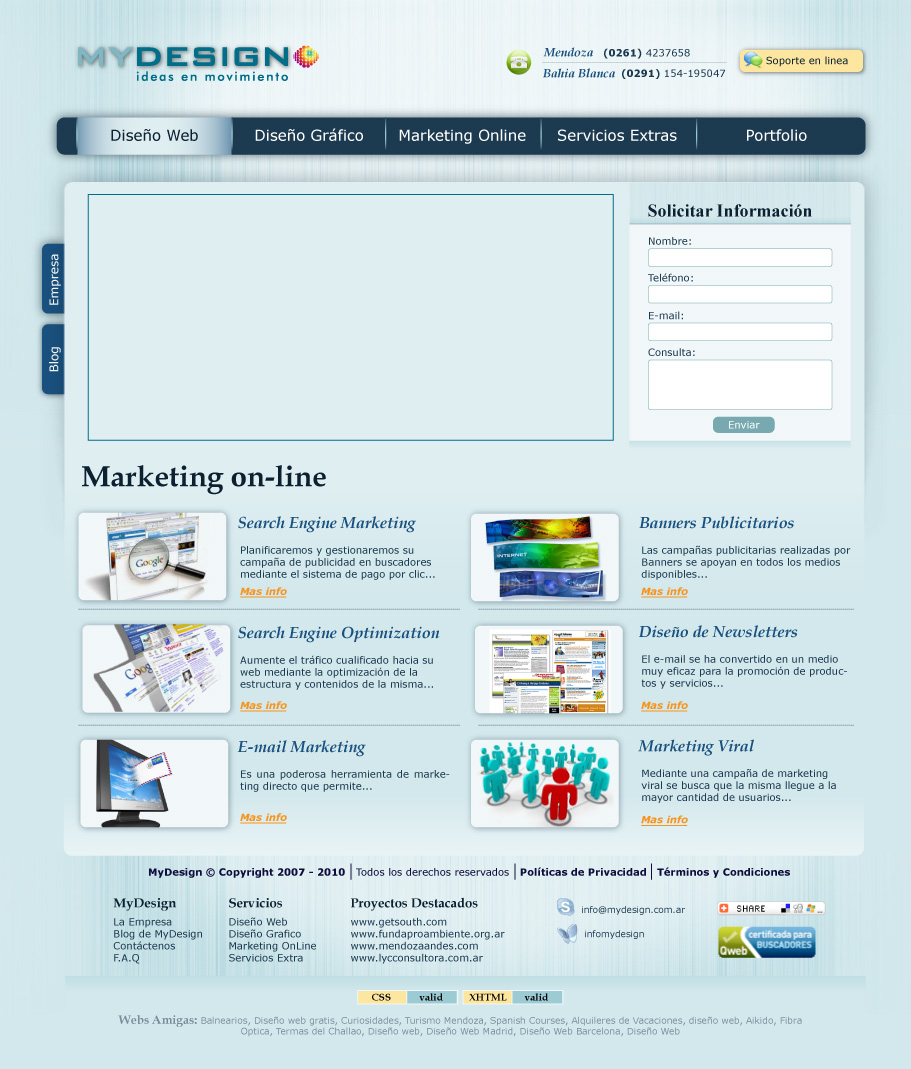 MYDESIGN
ideas en movimiento
Mendoza (0261) 4237658
Bahia Blanca (0291) 154-195047
Soporte en linea
Diseño Web
Diseño Gráfico
Marketing Online
Servicios Extras
Portfolio
Empresa
Blog
Solicitar Información
Nombre:
Teléfono:
E-mail:
Consulta:
Enviar
Marketing on-line
Search Engine Marketing
Planificaremos y gestionaremos su
campaña de publicidad en buscadores
mediante el sistema de pago por clic...
Mas info
Google
Banners Publicitarios
Las campañas publicitarias realizadas por
Banners se apoyan en todos los medios
disponibles...
Mas info
INTERNET
Search Engine Optimization
Aumente el tráfico cualificado hacia su
web mediante la optimización de la
estructura y contenidos de la misma...
Mas info
Diseño de Newsletters
El e-mail se ha convertido en un medio
muy eficaz para la promoción de produc-
tos y servicios...
Mas info
E-mail Marketing
Es una poderosa herramienta de marke-
ting directo que permite...
Mas info
Marketing Viral
Mediante una campaña de marketing
viral se busca que la misma llegue a la
mayor cantidad de usuarios...
Mas info
MyDesign © Copyright 2007 - 2010 | Todos los derechos reservados | Políticas de Privacidad | Términos y Condiciones
MyDesign
La Empresa
Blog de MyDesign
Contáctenos
F.A.Q
Servicios
Diseño Web
Diseño Grafico
Marketing OnLine
Servicios Extra
Proyectos Destacados
www.getsouth.com
www.fundaproambiente.org.ar
www.mendozaandes.com
www.lycconsultora.com.ar
info@mydesign.com.ar
infomydesign
SHARE
Qweb
certificada para
BUSCADORES
CSS valid
XHTML valid
Webs Amigas: Balnearios, Diseño web gratis, Curiosidades, Turismo Mendoza, Spanish Courses, Alquileres de Vacaciones, diseño web, Aikido, Fibra
Optica, Termas del Challao, Diseño web, Diseño Web Madrid, Diseño Web Barcelona, Diseño Web